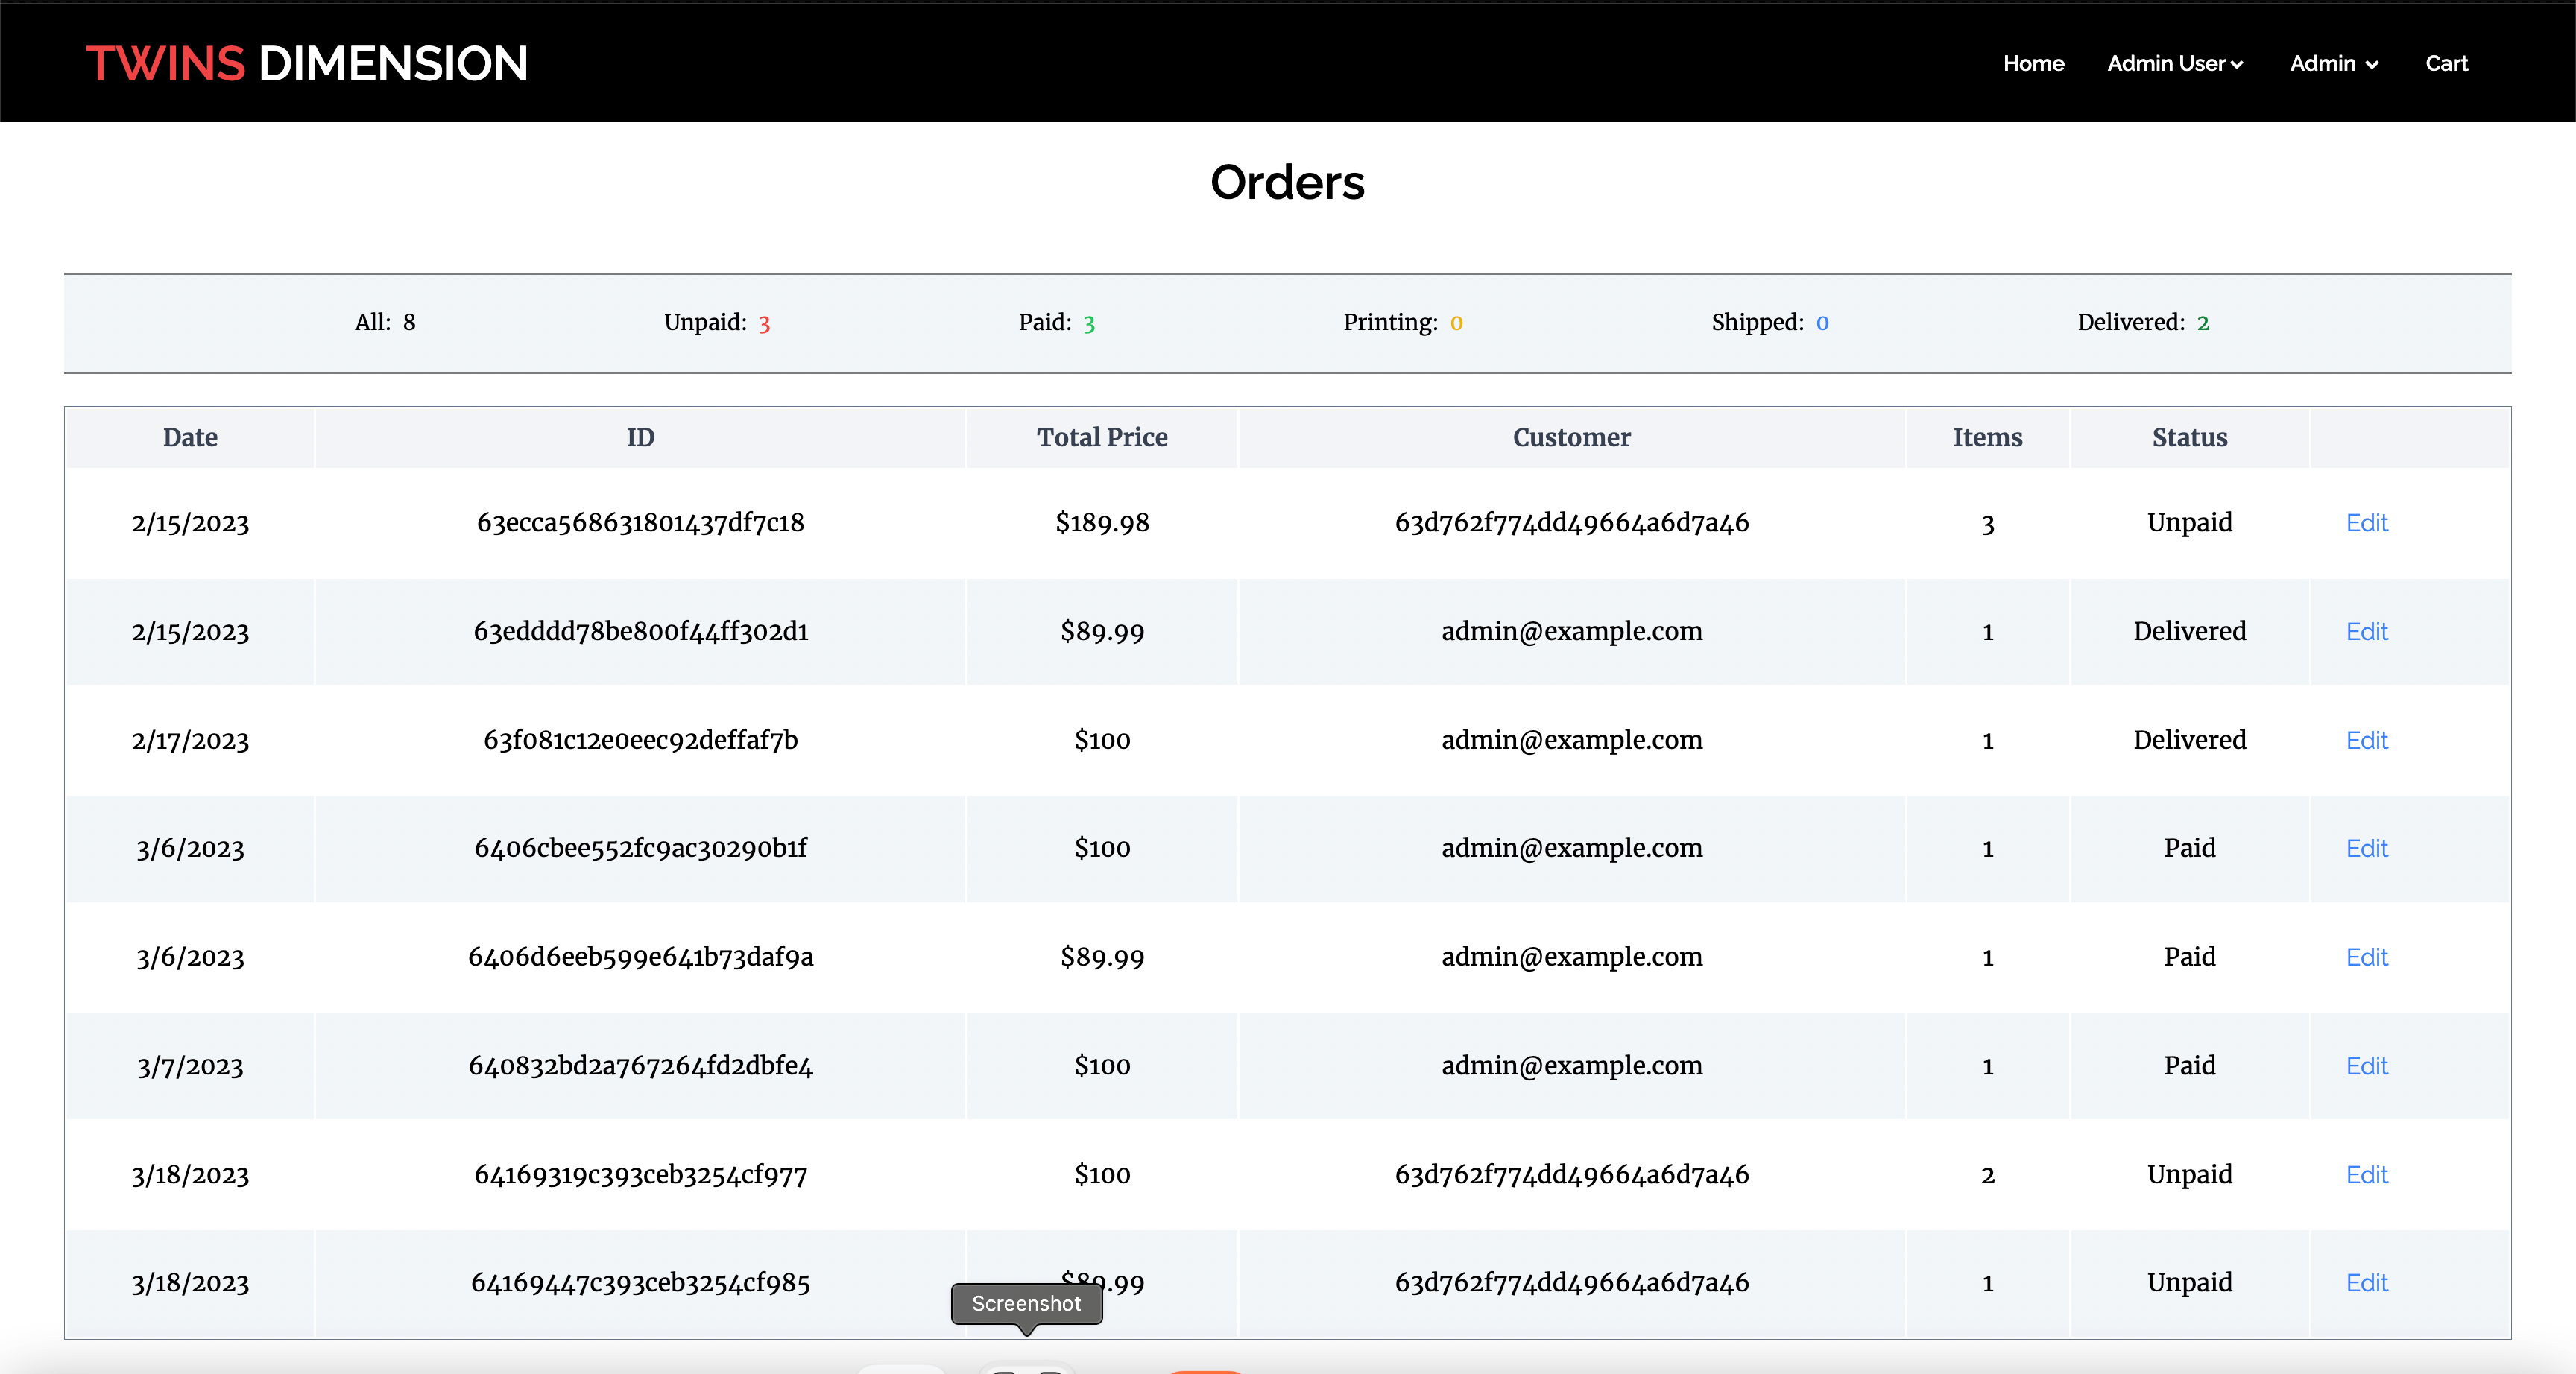 TWINS DIMENSION Home Admin User Admin Cart
Orders
All: 8 Unpaid: 3 Paid: 3 Printing: 0 Shipped: 0 Delivered: 2
Date ID Total Price Customer Items Status
2/15/2023 63ecca568631801437df7c18 $189.98 63d762f774dd49664a6d7a46 3 Unpaid Edit
2/15/2023 63edddd78be800f44ff302d1 $89.99 admin@example.com 1 Delivered Edit
2/17/2023 63f081c12e0eec92deffaf7b $100 admin@example.com 1 Delivered Edit
3/6/2023 6406cbee552fc9ac30290b1f $100 admin@example.com 1 Paid Edit
3/6/2023 6406d6eeb599e641b73daf9a $89.99 admin@example.com 1 Paid Edit
3/7/2023 640832bd2a767264fd2dbfe4 $100 admin@example.com 1 Paid Edit
3/18/2023 64169319c393ceb3254cf977 $100 63d762f774dd49664a6d7a46 2 Unpaid Edit
3/18/2023 64169447c393ceb3254cf985 $89.99 63d762f774dd49664a6d7a46 1 Unpaid Edit
Screenshot